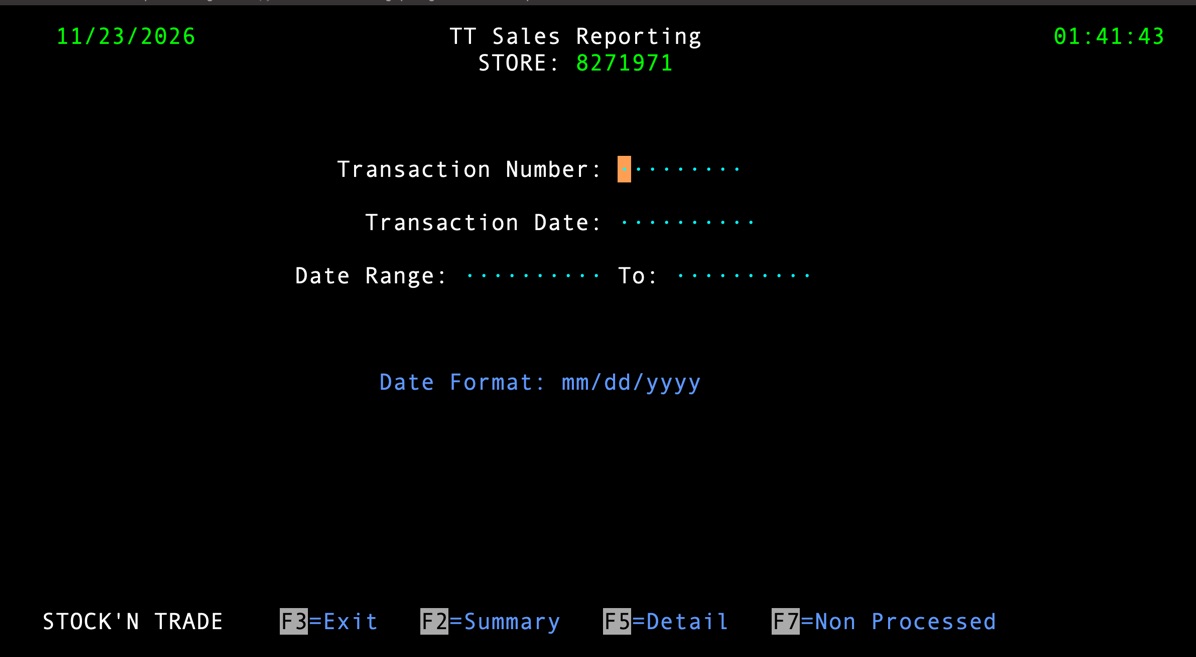 11/23/2026 TT Sales Reporting 01:41:43
STORE: 8271971
Transaction Number: .........
Transaction Date: ..........
Date Range: .......... To: ..........
Date Format: mm/dd/yyyy
STOCK'N TRADE F3=Exit F2=Summary F5=Detail F7=Non Processed